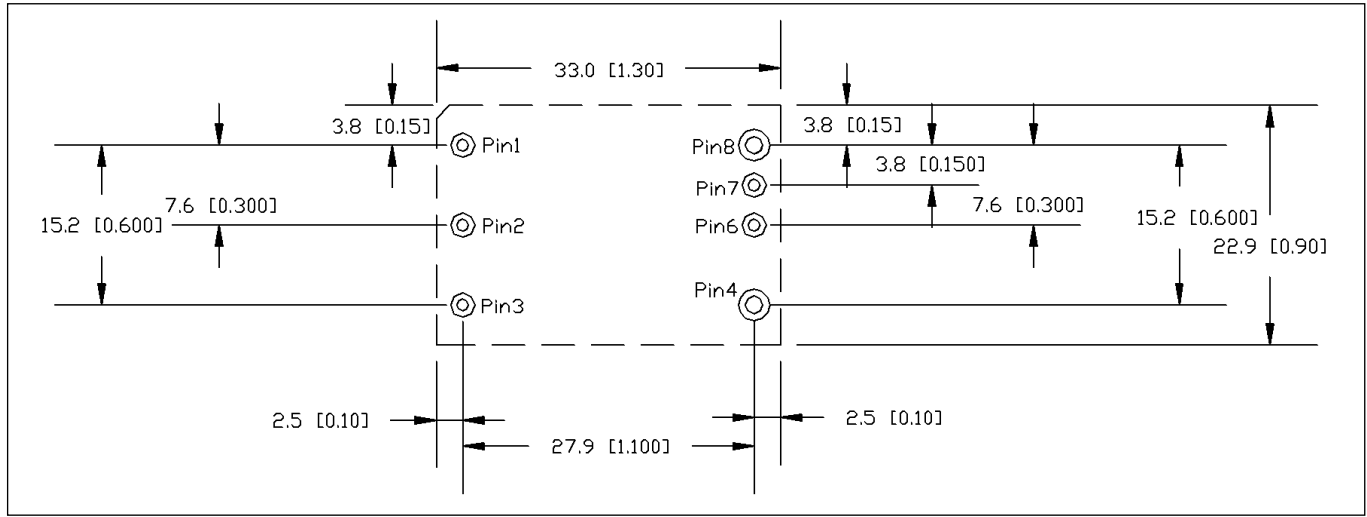 33.0 [1.30]
3.8 [0.15]
3.8 [0.15]
Pin1
Pin8
3.8 [0.150]
Pin7
7.6 [0.300]
7.6 [0.300]
15.2 [0.600]
Pin2
Pin6
15.2 [0.600]
22.9 [0.90]
Pin3
Pin4
2.5 [0.10]
2.5 [0.10]
27.9 [1.100]